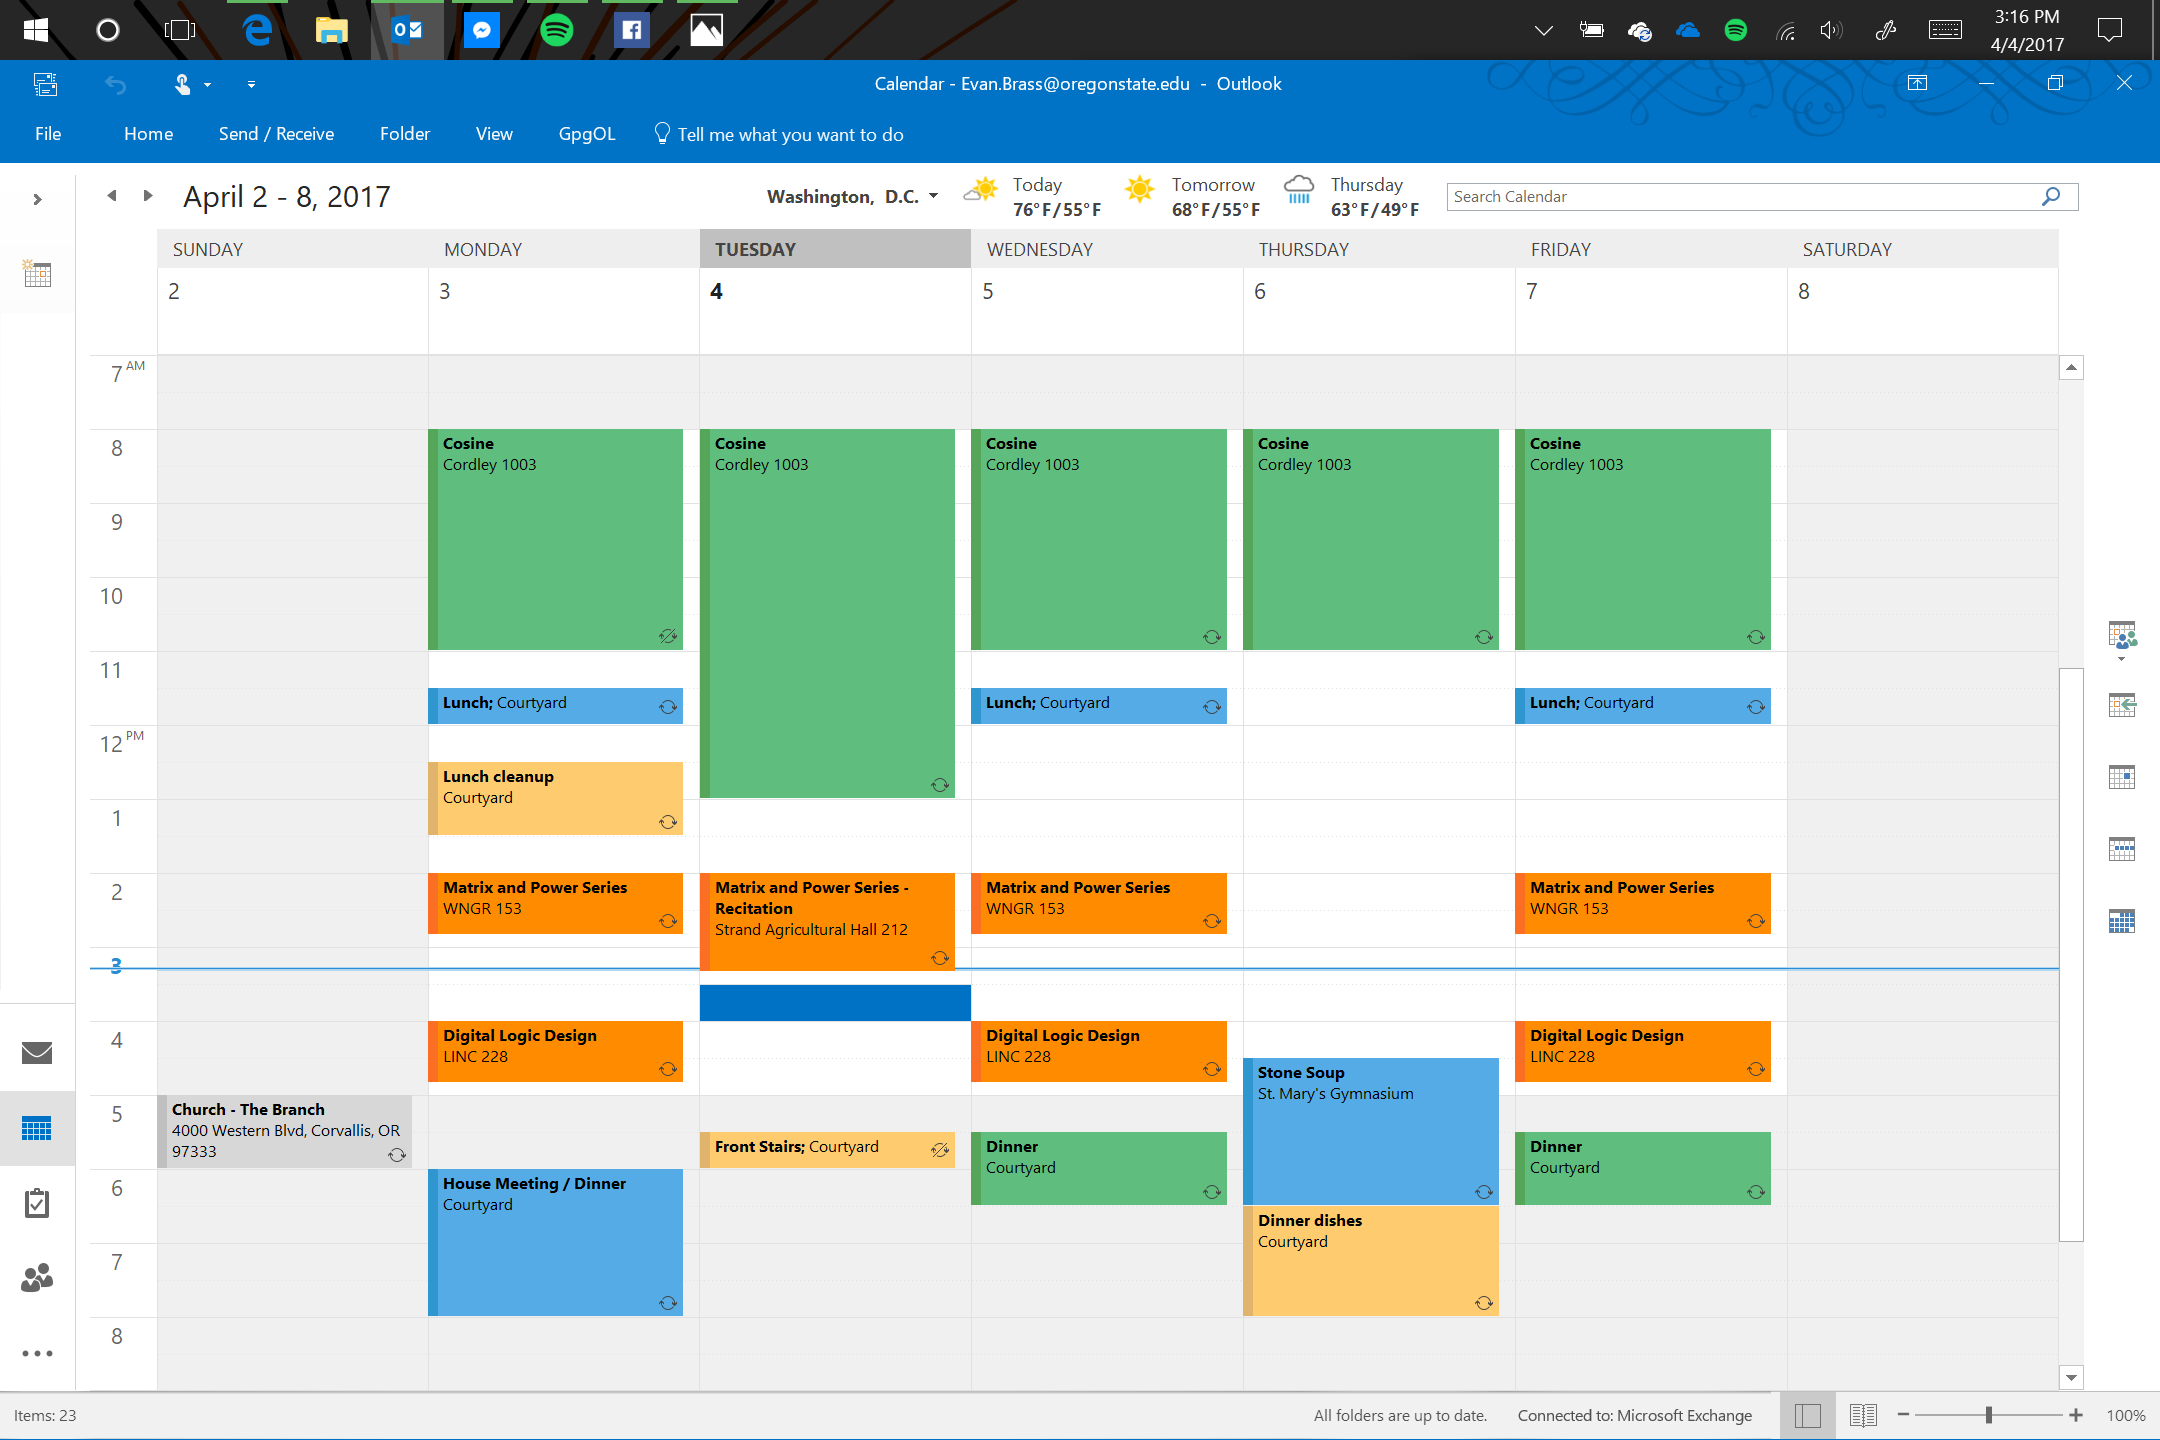 3:16 PM
4/4/2017
Calendar - Evan.Brass@oregonstate.edu - Outlook
File Home Send / Receive Folder View GpgOL Tell me what you want to do
April 2 - 8, 2017
Washington, D.C.
Today
76°F/55°F
Tomorrow
68°F/55°F
Thursday
63°F/49°F
Search Calendar
SUNDAY MONDAY TUESDAY WEDNESDAY THURSDAY FRIDAY SATURDAY
2 3 4 5 6 7 8
7 AM
8
9
10
11
12 PM
1
2
3
4
5
6
7
8
Church - The Branch
4000 Western Blvd, Corvallis, OR
97333
Cosine
Cordley 1003
Lunch; Courtyard
Lunch cleanup
Courtyard
Matrix and Power Series
WNGR 153
Digital Logic Design
LINC 228
House Meeting / Dinner
Courtyard
Cosine
Cordley 1003
Matrix and Power Series -
Recitation
Strand Agricultural Hall 212
Front Stairs; Courtyard
Cosine
Cordley 1003
Lunch; Courtyard
Matrix and Power Series
WNGR 153
Digital Logic Design
LINC 228
Dinner
Courtyard
Cosine
Cordley 1003
Stone Soup
St. Mary's Gymnasium
Dinner dishes
Courtyard
Cosine
Cordley 1003
Lunch; Courtyard
Matrix and Power Series
WNGR 153
Digital Logic Design
LINC 228
Dinner
Courtyard
Items: 23
All folders are up to date. Connected to: Microsoft Exchange 100%